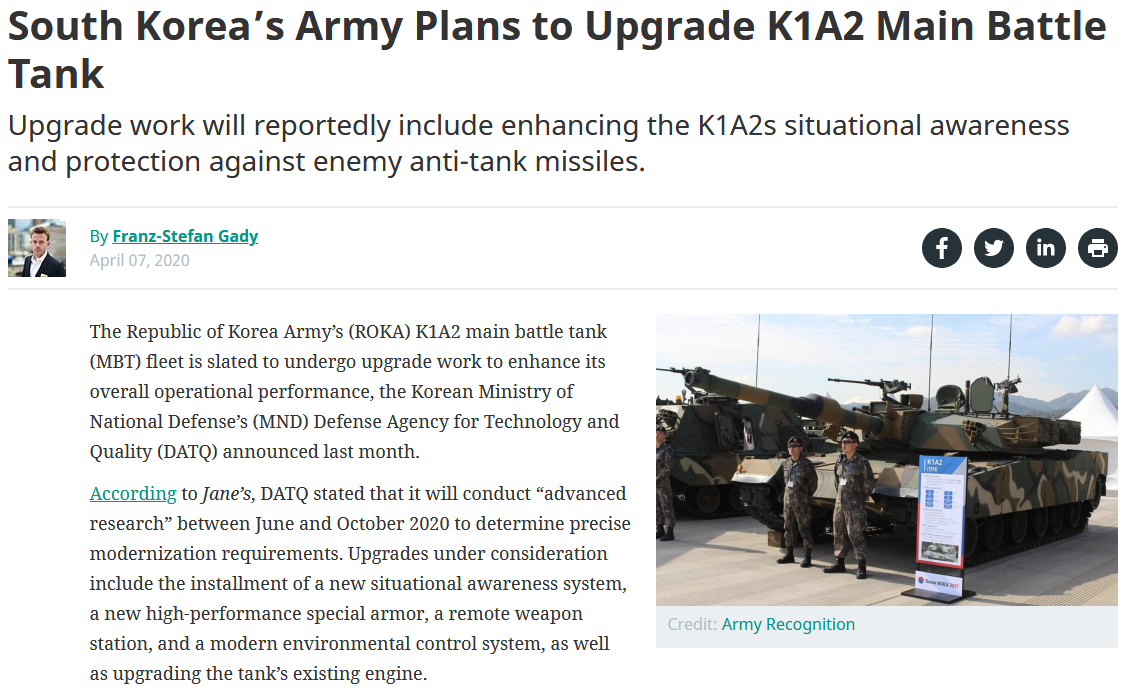 South Korea’s Army Plans to Upgrade K1A2 Main Battle
Tank
Upgrade work will reportedly include enhancing the K1A2s situational awareness
and protection against enemy anti-tank missiles.
By Franz-Stefan Gady
April 07, 2020
The Republic of Korea Army’s (ROKA) K1A2 main battle tank
(MBT) fleet is slated to undergo upgrade work to enhance its
overall operational performance, the Korean Ministry of
National Defense’s (MND) Defense Agency for Technology and
Quality (DATQ) announced last month.
According to Jane’s, DATQ stated that it will conduct “advanced
research” between June and October 2020 to determine precise
modernization requirements. Upgrades under consideration
include the installment of a new situational awareness system,
a new high-performance special armor, a remote weapon
station, and a modern environmental control system, as well
as upgrading the tank’s existing engine.
K1A2
Seoul ADEX 2017
Credit: Army Recognition